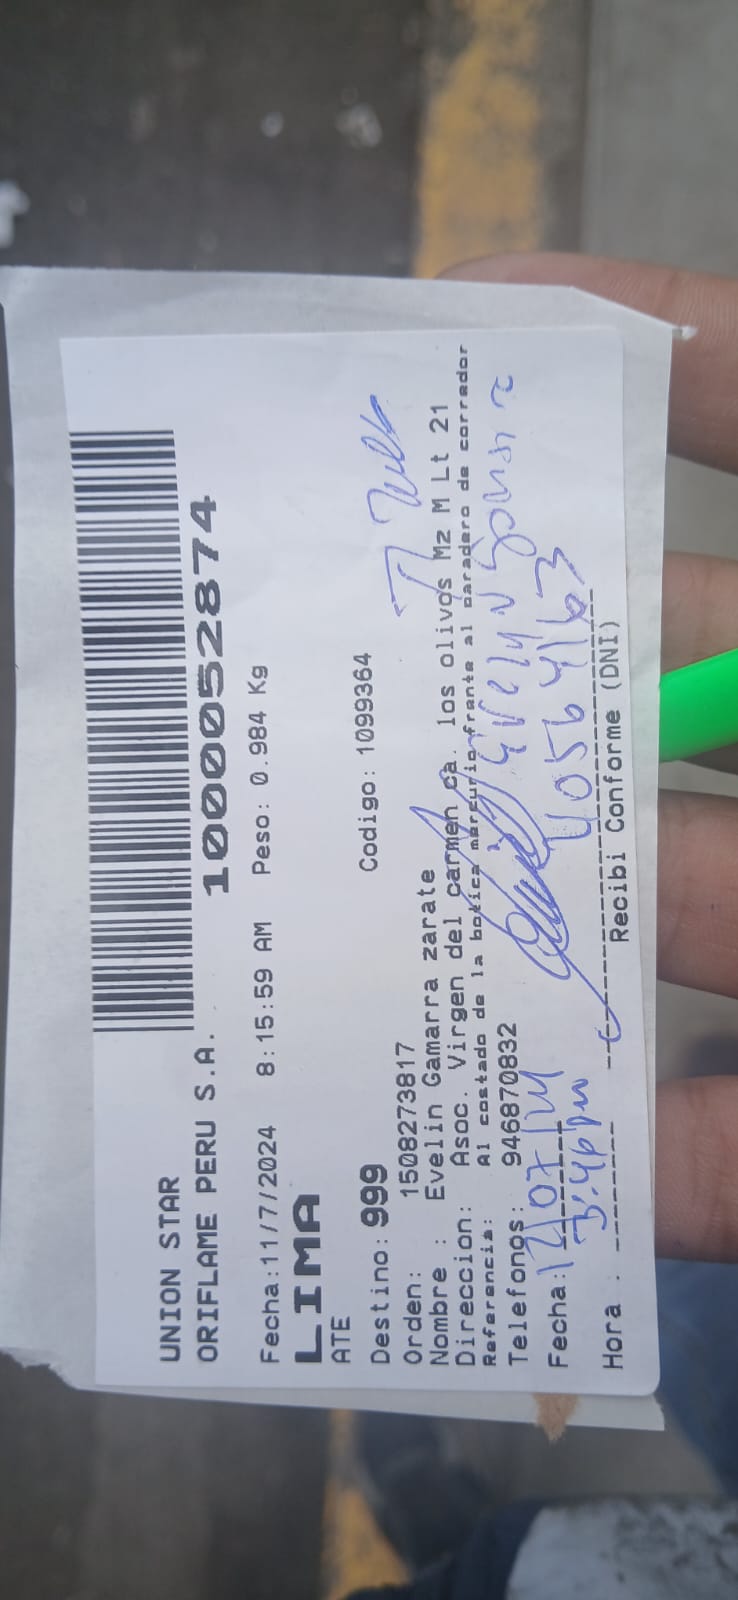 UNION STAR
ORIFLAME PERU S.A.
1000052874
Fecha:11/7/2024 8:15:59 AM Peso: 0.984 Kg
LIMA
ATE
Destino: 999 Codigo: 1099364
Orden: 1508273817
Nombre : Evelin Gamarra zarate
Direccion: Asoc. Virgen del carmen ca. los olivos Mz M Lt 21
Referencia: Al costado de la botica mercurio frente al paradero de corredor
Telefonos: 946870832
Fecha: 12/07/24
3:46pm
40564163
Hora :
Recibi Conforme (DNI)